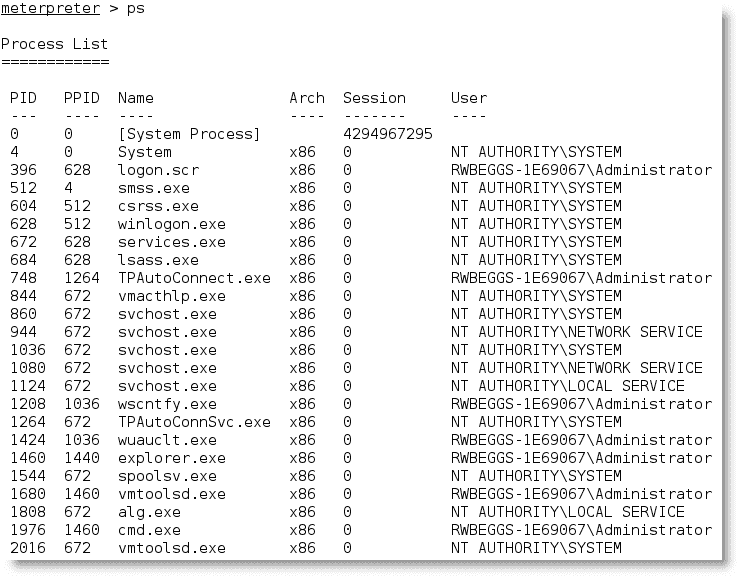 meterpreter > ps
Process List
============
PID PPID Name Arch Session User
--- ---- ---- ---- ------- ----
0 0 [System Process] 4294967295
4 0 System x86 0 NT AUTHORITY\SYSTEM
396 628 logon.scr x86 0 RWBEGGS-1E69067\Administrator
512 4 smss.exe x86 0 NT AUTHORITY\SYSTEM
604 512 csrss.exe x86 0 NT AUTHORITY\SYSTEM
628 512 winlogon.exe x86 0 NT AUTHORITY\SYSTEM
672 628 services.exe x86 0 NT AUTHORITY\SYSTEM
684 628 lsass.exe x86 0 NT AUTHORITY\SYSTEM
748 1264 TPAutoConnect.exe x86 0 RWBEGGS-1E69067\Administrator
844 672 vmacthlp.exe x86 0 NT AUTHORITY\SYSTEM
860 672 svchost.exe x86 0 NT AUTHORITY\SYSTEM
944 672 svchost.exe x86 0 NT AUTHORITY\NETWORK SERVICE
1036 672 svchost.exe x86 0 NT AUTHORITY\SYSTEM
1080 672 svchost.exe x86 0 NT AUTHORITY\NETWORK SERVICE
1124 672 svchost.exe x86 0 NT AUTHORITY\LOCAL SERVICE
1208 1036 wscntfy.exe x86 0 RWBEGGS-1E69067\Administrator
1264 672 TPAutoConnSvc.exe x86 0 NT AUTHORITY\SYSTEM
1424 1036 wuauclt.exe x86 0 RWBEGGS-1E69067\Administrator
1460 1440 explorer.exe x86 0 RWBEGGS-1E69067\Administrator
1544 672 spoolsv.exe x86 0 NT AUTHORITY\SYSTEM
1680 1460 vmtoolsd.exe x86 0 RWBEGGS-1E69067\Administrator
1808 672 alg.exe x86 0 NT AUTHORITY\LOCAL SERVICE
1976 1460 cmd.exe x86 0 RWBEGGS-1E69067\Administrator
2016 672 vmtoolsd.exe x86 0 NT AUTHORITY\SYSTEM